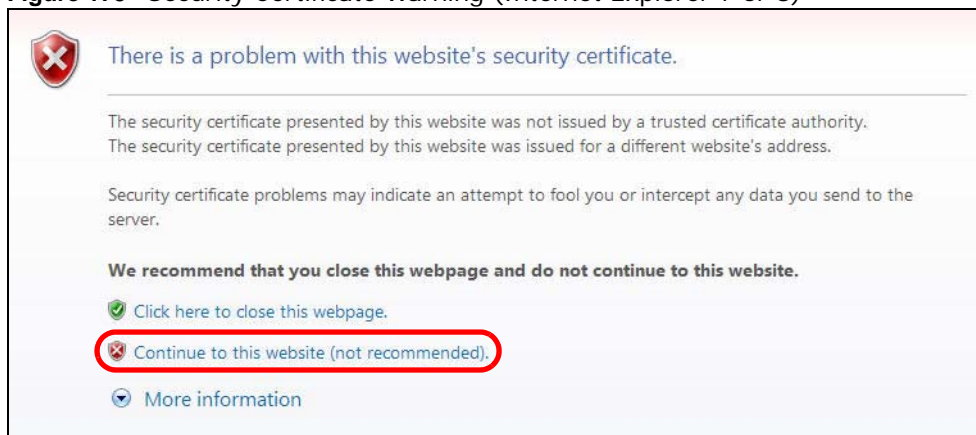 There is a problem with this website's security certificate.
The security certificate presented by this website was not issued by a trusted certificate authority.
The security certificate presented by this website was issued for a different website's address.
Security certificate problems may indicate an attempt to fool you or intercept any data you send to the
server.
We recommend that you close this webpage and do not continue to this website.
Click here to close this webpage.
Continue to this website (not recommended).
More information